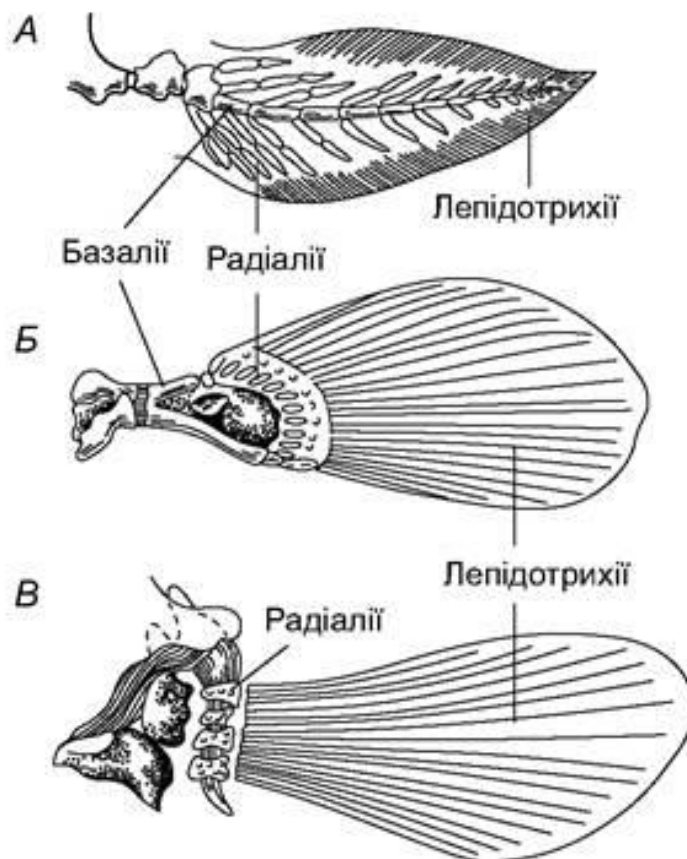 А
Лепідотрихії
Базалії
Радіалії
Б
Лепідотрихії
В
Радіалії